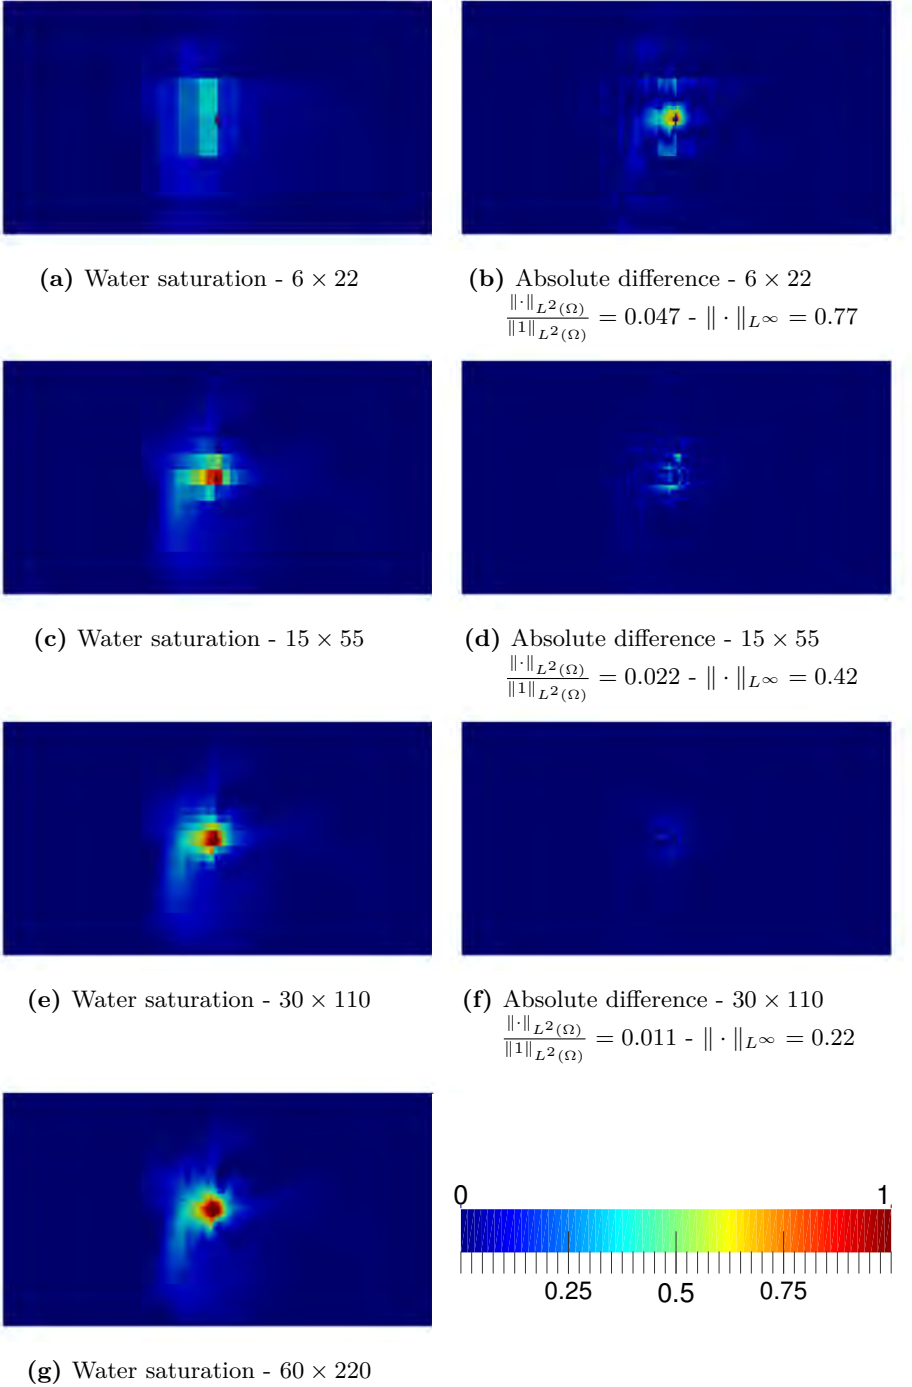 (a) Water saturation - 6 × 22
(b) Absolute difference - 6 × 22
‖·‖L²(Ω) / ‖1‖L²(Ω) = 0.047 - ‖ · ‖L∞ = 0.77
(c) Water saturation - 15 × 55
(d) Absolute difference - 15 × 55
‖·‖L²(Ω) / ‖1‖L²(Ω) = 0.022 - ‖ · ‖L∞ = 0.42
(e) Water saturation - 30 × 110
(f) Absolute difference - 30 × 110
‖·‖L²(Ω) / ‖1‖L²(Ω) = 0.011 - ‖ · ‖L∞ = 0.22
0 1
0.25 0.5 0.75
(g) Water saturation - 60 × 220